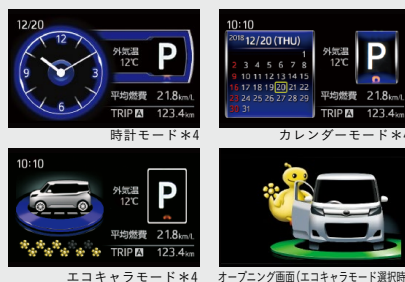 12/20
12
3
6
9
外気温
12℃
P
平均燃費 21.8km/L
TRIP A 123.4km
時計モード＊4
10:10
2018 12/20 (THU)
1
2 3 4 5 6 7 8
9 10 11 12 13 14 15
16 17 18 19 20 21 22
23 24 25 26 27 28 29
30 31
外気温
12℃
P
平均燃費 21.8km/L
TRIP A 123.4km
カレンダーモード＊4
10:10
外気温
12℃
P
平均燃費 21.8km/L
TRIP A 123.4km
エコキャラモード＊4
オープニング画面(エコキャラモード選択時